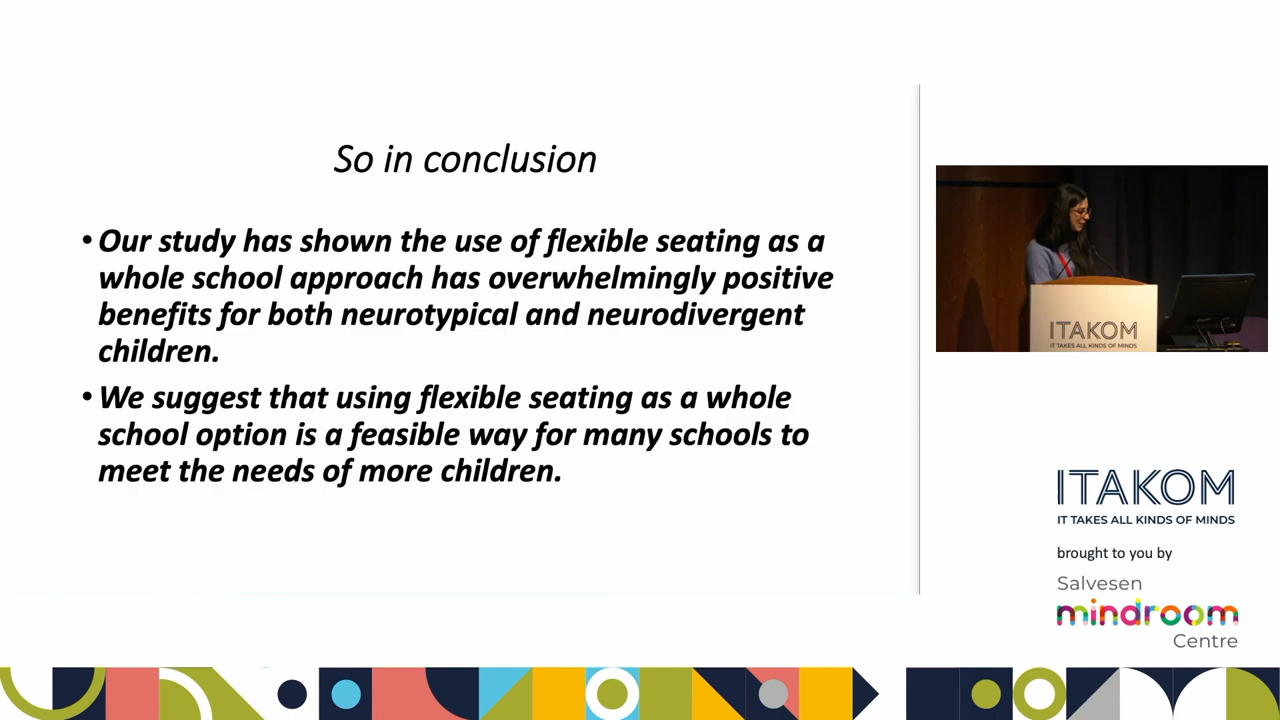 So in conclusion
• Our study has shown the use of flexible seating as a
whole school approach has overwhelmingly positive
benefits for both neurotypical and neurodivergent
children.
• We suggest that using flexible seating as a whole
school option is a feasible way for many schools to
meet the needs of more children.
ITAKOM
IT TAKES ALL KINDS OF MINDS
ITAKOM
IT TAKES ALL KINDS OF MINDS
brought to you by
Salvesen
mindroom
Centre